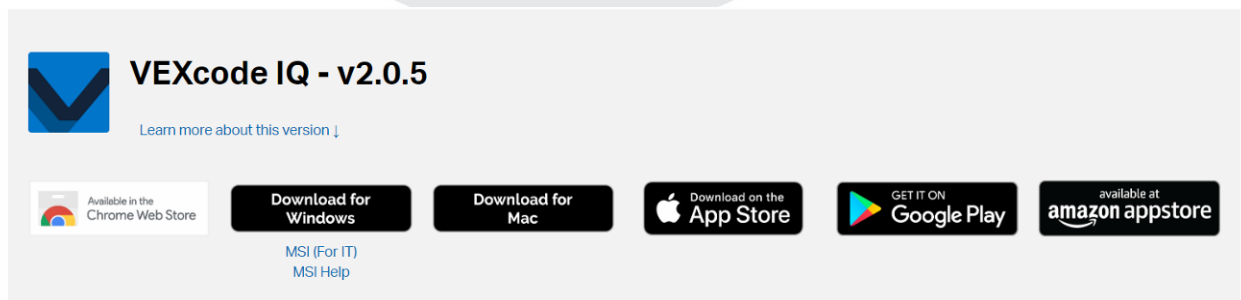 VEXcode IQ - v2.0.5
Learn more about this version ↓
Available in the
Chrome Web Store
Download for
Windows
Download for
Mac
Download on the
App Store
GET IT ON
Google Play
available at
amazon appstore
MSI (For IT)
MSI Help